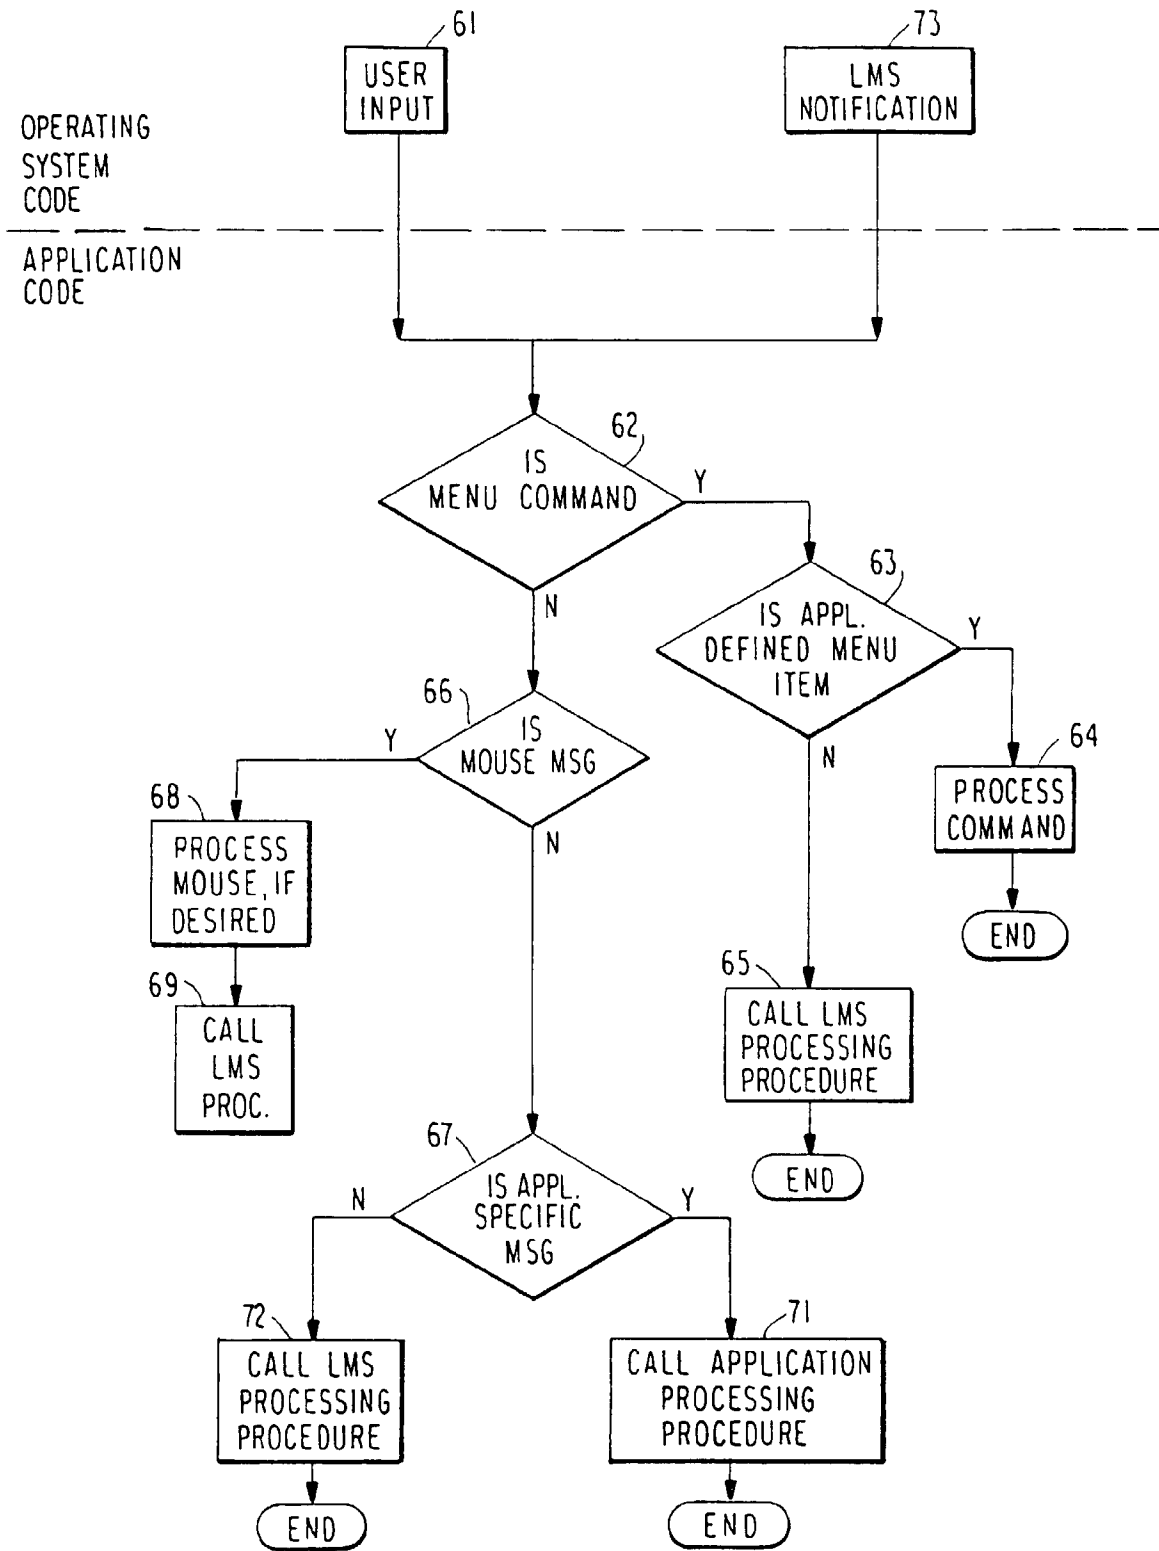 61
USER
INPUT
73
LMS
NOTIFICATION
OPERATING
SYSTEM
CODE
APPLICATION
CODE
62
IS
MENU COMMAND
Y
N
63
IS APPL.
DEFINED MENU
ITEM
Y
N
64
PROCESS
COMMAND
END
66
IS
MOUSE MSG
Y
N
68
PROCESS
MOUSE, IF
DESIRED
69
CALL
LMS
PROC.
65
CALL LMS
PROCESSING
PROCEDURE
END
67
IS APPL.
SPECIFIC
MSG
N
Y
72
CALL LMS
PROCESSING
PROCEDURE
END
71
CALL APPLICATION
PROCESSING
PROCEDURE
END